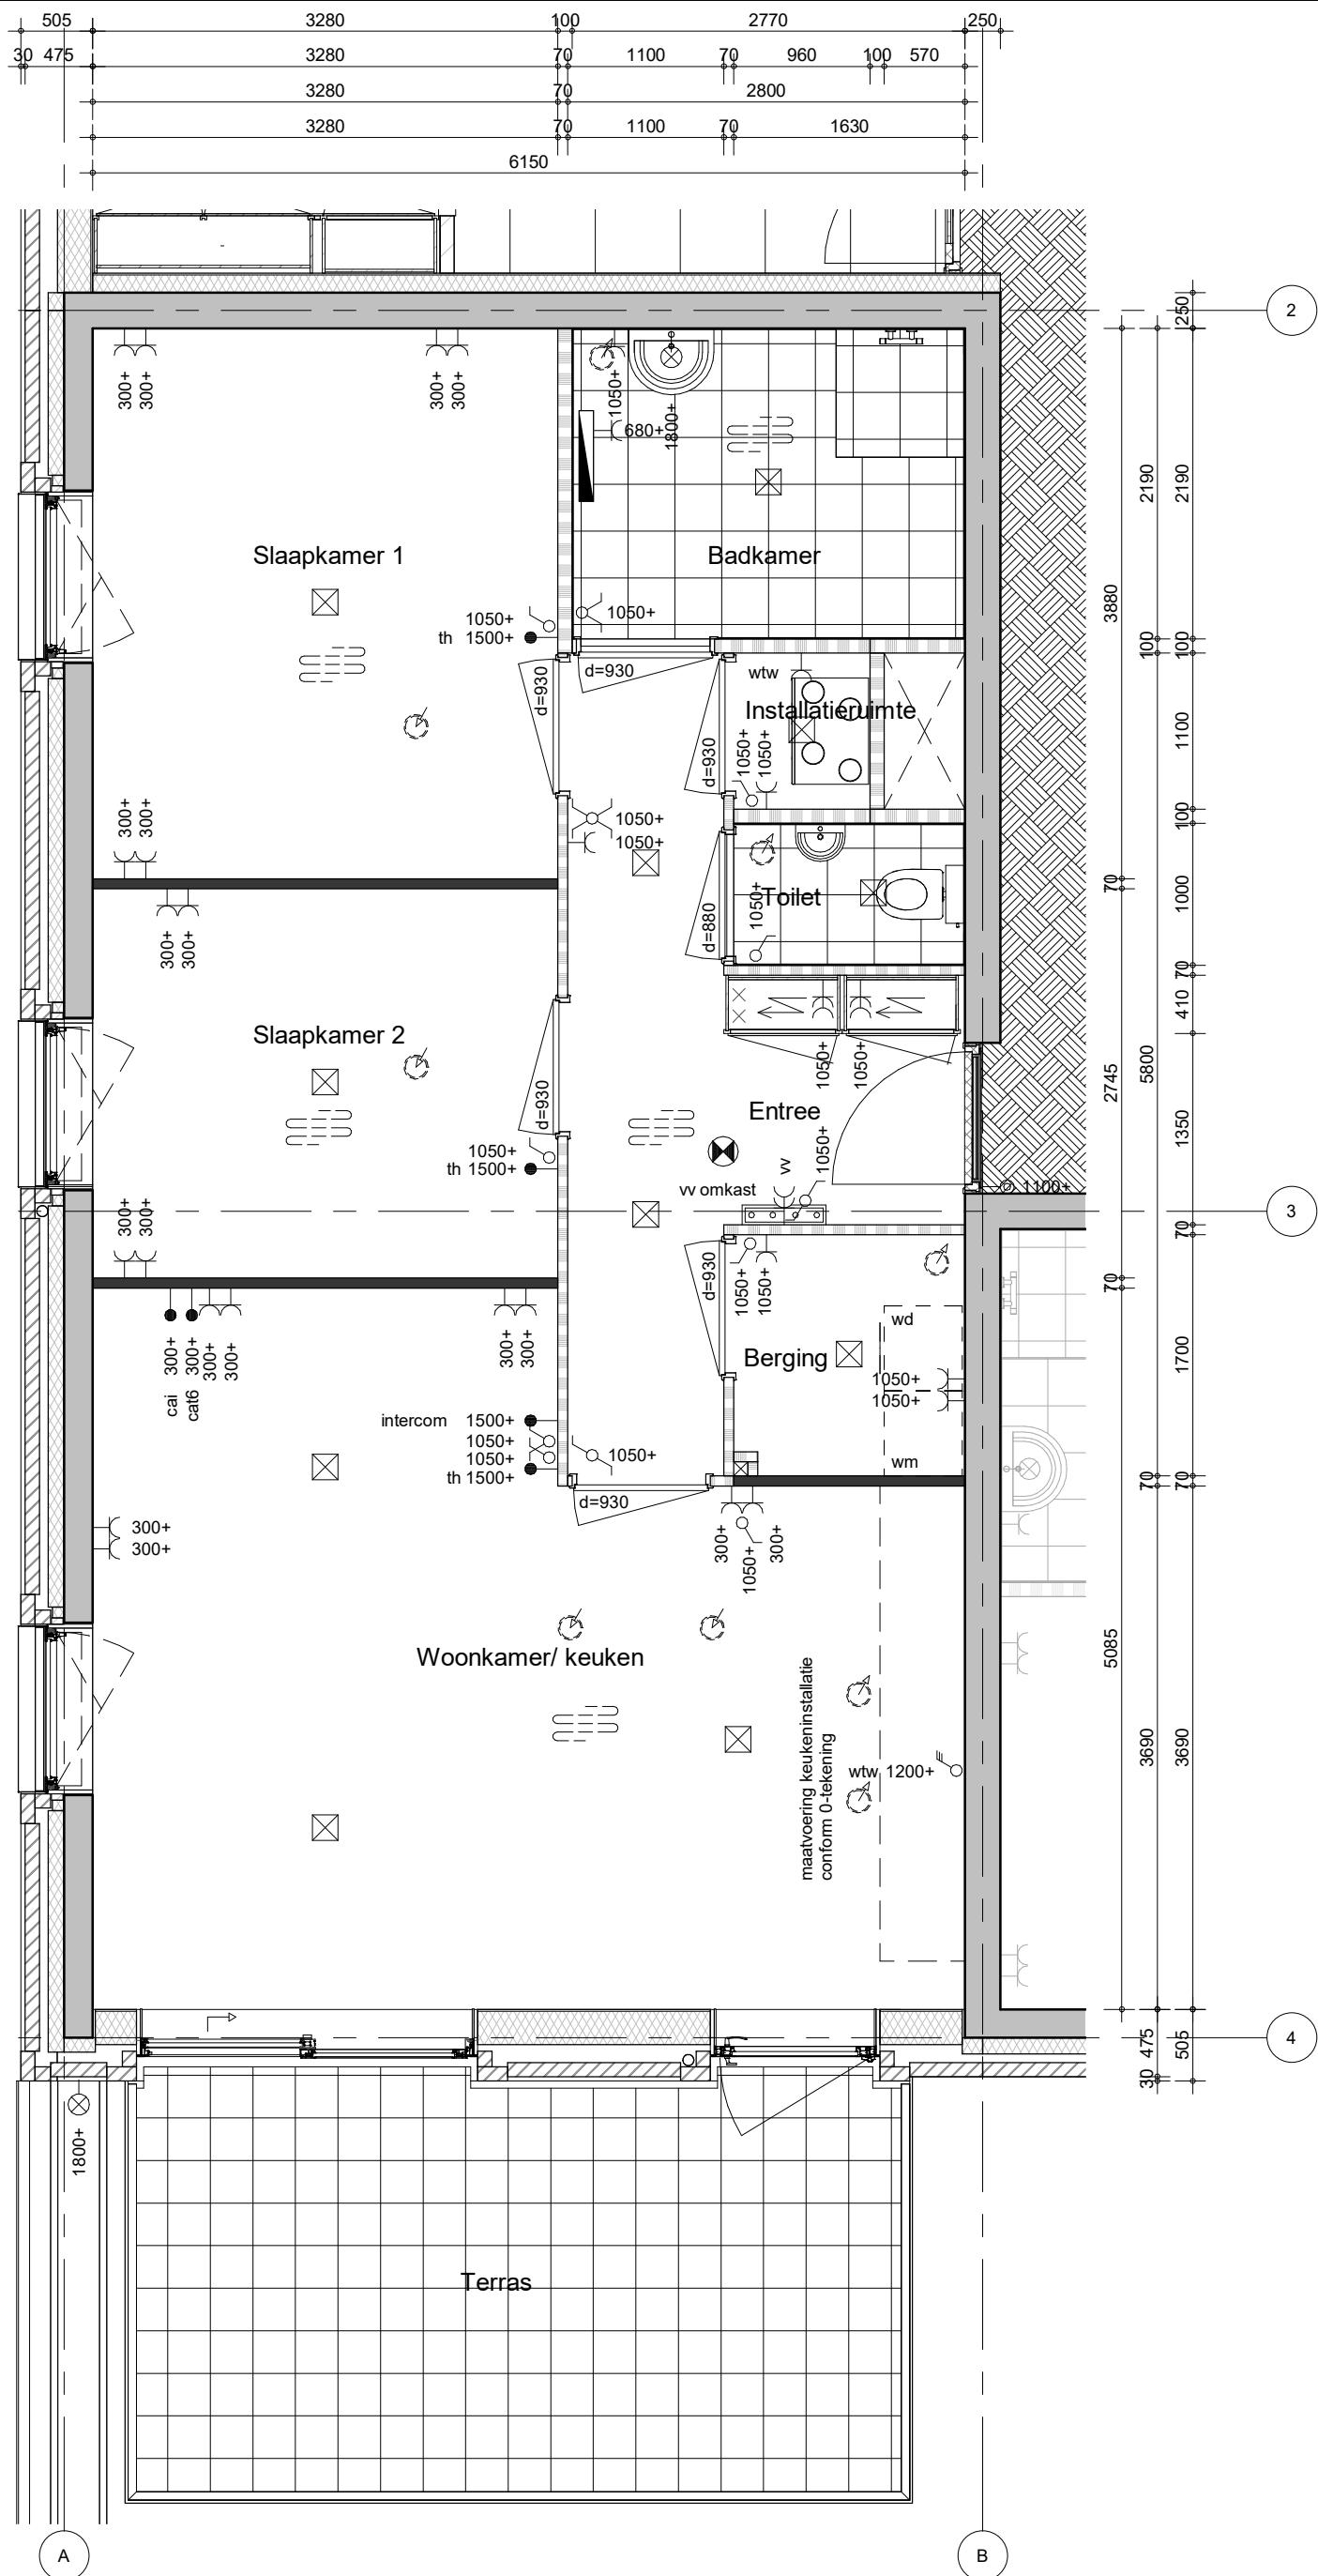 505 3280 100 2770 250
30 475 3280 70 1100 70 960 100 570
3280 70 2800
3280 70 1100 70 1630
6150
2
250
300+ 300+ 300+ 300+
1050+
680+
1800+
2190 2190
Slaapkamer 1
Badkamer
3880
1050+
th 1500+
1050+
100 100
d=930
d=930
wtw
Installatieruimte
d=930
1050+ 1050+
1100
300+ 300+
1050+
1050+
100
70
Toilet
1050+
d=880
1000
300+ 300+
70
410
Slaapkamer 2
1050+ 1050+
2745
5800
d=930
Entree
1350
1050+
th 1500+
vv
1050+
vv omkast
1100+
3
300+ 300+
70
d=930
1050+ 1050+
70
wd
cai 300+
cat6 300+
300+ 300+
300+ 300+
Berging
1050+
1050+
1700
intercom 1500+
1050+
1050+
th 1500+
1050+
wm
70 70
d=930
300+
1050+
300+
300+
300+
Woonkamer/ keuken
5085
maatvoering keukeninstallatie
conform 0-tekening
3690 3690
wtw 1200+
4
475 505
30
1800+
Terras
A B